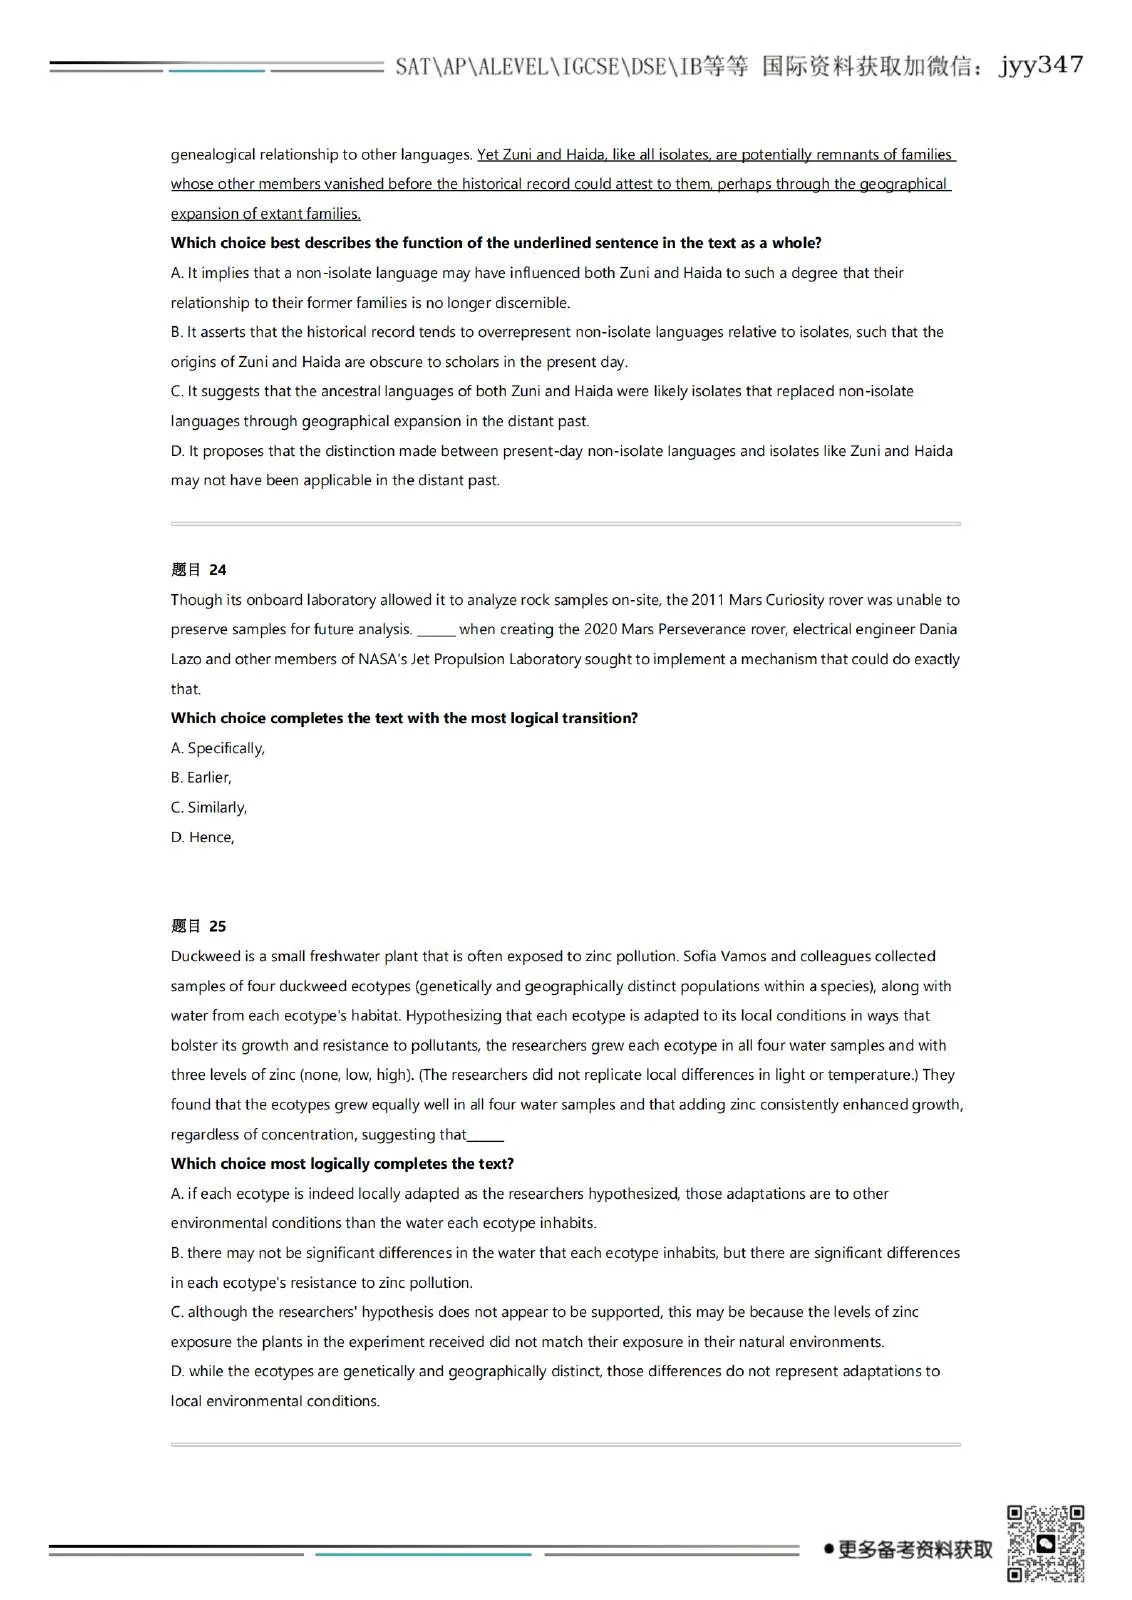 SAT\AP\ALEVEL\IGCSE\DSE\IB等等 国际资料获取加微信： jyy347
genealogical relationship to other languages. Yet Zuni and Haida, like all isolates, are potentially remnants of families
whose other members vanished before the historical record could attest to them, perhaps through the geographical
expansion of extant families.
Which choice best describes the function of the underlined sentence in the text as a whole?
A. It implies that a non-isolate language may have influenced both Zuni and Haida to such a degree that their
relationship to their former families is no longer discernible.
B. It asserts that the historical record tends to overrepresent non-isolate languages relative to isolates, such that the
origins of Zuni and Haida are obscure to scholars in the present day.
C. It suggests that the ancestral languages of both Zuni and Haida were likely isolates that replaced non-isolate
languages through geographical expansion in the distant past.
D. It proposes that the distinction made between present-day non-isolate languages and isolates like Zuni and Haida
may not have been applicable in the distant past.
题目 24
Though its onboard laboratory allowed it to analyze rock samples on-site, the 2011 Mars Curiosity rover was unable to
preserve samples for future analysis. _____ when creating the 2020 Mars Perseverance rover, electrical engineer Dania
Lazo and other members of NASA's Jet Propulsion Laboratory sought to implement a mechanism that could do exactly
that.
Which choice completes the text with the most logical transition?
A. Specifically,
B. Earlier,
C. Similarly,
D. Hence,
题目 25
Duckweed is a small freshwater plant that is often exposed to zinc pollution. Sofia Vamos and colleagues collected
samples of four duckweed ecotypes (genetically and geographically distinct populations within a species), along with
water from each ecotype's habitat. Hypothesizing that each ecotype is adapted to its local conditions in ways that
bolster its growth and resistance to pollutants, the researchers grew each ecotype in all four water samples and with
three levels of zinc (none, low, high). (The researchers did not replicate local differences in light or temperature.) They
found that the ecotypes grew equally well in all four water samples and that adding zinc consistently enhanced growth,
regardless of concentration, suggesting that_____
Which choice most logically completes the text?
A. if each ecotype is indeed locally adapted as the researchers hypothesized, those adaptations are to other
environmental conditions than the water each ecotype inhabits.
B. there may not be significant differences in the water that each ecotype inhabits, but there are significant differences
in each ecotype's resistance to zinc pollution.
C. although the researchers' hypothesis does not appear to be supported, this may be because the levels of zinc
exposure the plants in the experiment received did not match their exposure in their natural environments.
D. while the ecotypes are genetically and geographically distinct, those differences do not represent adaptations to
local environmental conditions.
●更多备考资料获取